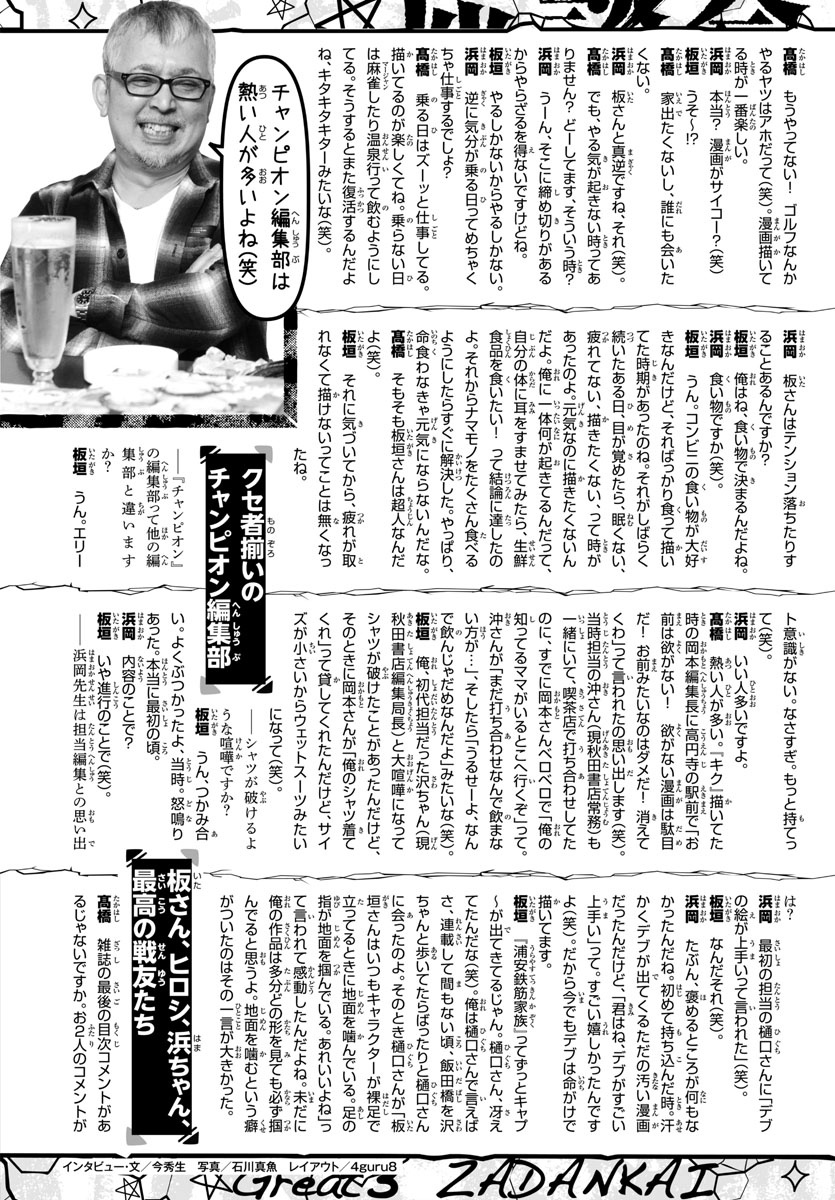 髙橋　もうやってない！　ゴルフなんか
やるヤツはアホだって（笑）。漫画描いて
る時が一番楽しい。
浜岡　本当？　漫画がサイコー？（笑）
板垣　うそ〜!?
髙橋　家出たくないし、誰にも会いた
くない。
浜岡　板さんと真逆ですね、それ（笑）。
髙橋　でも、やる気が起きない時ってあ
りません？どーしてます、そういう時？
浜岡　うーん、そこに締め切りがある
からやらざるを得ないですけどね。
板垣　やるしかないからやるしかない。
浜岡　逆に気分が乗る日ってめちゃく
ちゃ仕事するでしょ？
髙橋　乗る日はズーッと仕事してる。
描いてるのが楽しくてね。乗らない日
は麻雀したり温泉行って飲むようにし
てる。そうするとまた復活するんだよ
ね、キタキタキターみたいな（笑）。
チャンピオン編集部は
熱い人が多いよね（笑）
浜岡　板さんはテンション落ちたりす
ることあるんですか？
板垣　俺はね、食い物で決まるんだよね。
浜岡　食い物ですか（笑）。
板垣　うん。コンビニの食い物が大好
きなんだけど、そればっかり食って描い
てた時期があったのね。それがしばらく
続いたある日、目が覚めたら、眠くない、
疲れてない、描きたくない、って時が
あったのよ。元気なのに描きたくないん
だよ。俺に一体何が起きてるんだって、
自分の体に耳をすませてみたら、生鮮
食品を食いたい！　って結論に達したの
よ。それからナマモノをたくさん食べる
ようにしたらすぐに解決した。やっぱり、
命食わなきゃ元気にならないんだな。
髙橋　そもそも板垣さんは超人なんだ
よ（笑）。
板垣　それに気づいてから、疲れが取
れなくて描けないってことは無くなっ
たね。
クセ者揃いの
チャンピオン編集部
――『チャンピオン』
の編集部って他の編
集部と違います
か？
板垣　うん。エリー
ト意識がない。なさすぎ。もっと持てっ
て（笑）。
浜岡　いい人多いですよ。
髙橋　熱い人が多い。『キク』描いてた
時の岡本編集長に高円寺の駅前で「お
前は欲がない！　欲がない漫画は駄目
だ！　お前みたいなのはダメだ！　消えて
くわ」って言われたの思い出します（笑）。
当時担当の沖さん（現秋田書店常務）も
一緒にいて、喫茶店で打ち合わせしてた
のに、すでに岡本さんベロベロで「俺の
知ってるママがいるとこへ行くぞ」って。
沖さんが「まだ打ち合わせなんで飲まな
い方が…」、そしたら「うるせーよ、なん
で飲んじゃだめなんだよ」みたいな（笑）。
板垣　俺、初代担当だった沢ちゃん（現
秋田書店編集局長）と大喧嘩になって
シャツが破けたことがあったんだけど、
そのときに岡本さんが「俺のシャツ着て
くれ」って貸してくれたんだけど、サイ
ズが小さいからウェットスーツみたい
になって（笑）。
――シャツが破けるよ
うな喧嘩ですか？
板垣　うん、つかみ合
い。よくぶつかったよ、当時。怒鳴り
あった。本当に最初の頃。
浜岡　内容のことで？
板垣　いや進行のことで（笑）。
――浜岡先生は担当編集との思い出
は？
浜岡　最初の担当の樋口さんに「デブ
の絵が上手い」って言われた（笑）。
板垣　なんだそれ（笑）。
浜岡　たぶん、褒めるところが何もな
かったんだね。初めて持ち込んだ時。汗
かくデブが出てくるただの汚い漫画
だったんだけど、「君はね、デブがすごい
上手い」って。すごい嬉しかったんです
よ（笑）。だから今でもデブは命がけで
描いてます。
板垣　『浦安鉄筋家族』ってずっとキャプ
〜が出てきてるじゃん。樋口さん、冴え
てたんだな（笑）。俺は樋口さんで言えば
さ、連載して間もない頃、飯田橋を沢
ちゃんと歩いてたらばったりと樋口さん
に会ったのよ。そのとき樋口さんが「板
垣さんはいつもキャラクターが裸足で
立ってるときに地面を噛んでいる。足の
指が地面を掴んでいる。あれいいよね」っ
て言われて感動したんだよね。未だに
俺の作品は多分どの形を見ても必ず掴
んでると思うよ。地面を噛むという癖
がついたのはその一言が大きかった。
板さん、ヒロシ、浜ちゃん、
最高の戦友たち
髙橋　雑誌の最後の目次コメントがあ
るじゃないですか。お２人のコメントが
インタビュー・文／今秀生　写真／石川真魚　レイアウト／4guru8
Greats ZADANKAI